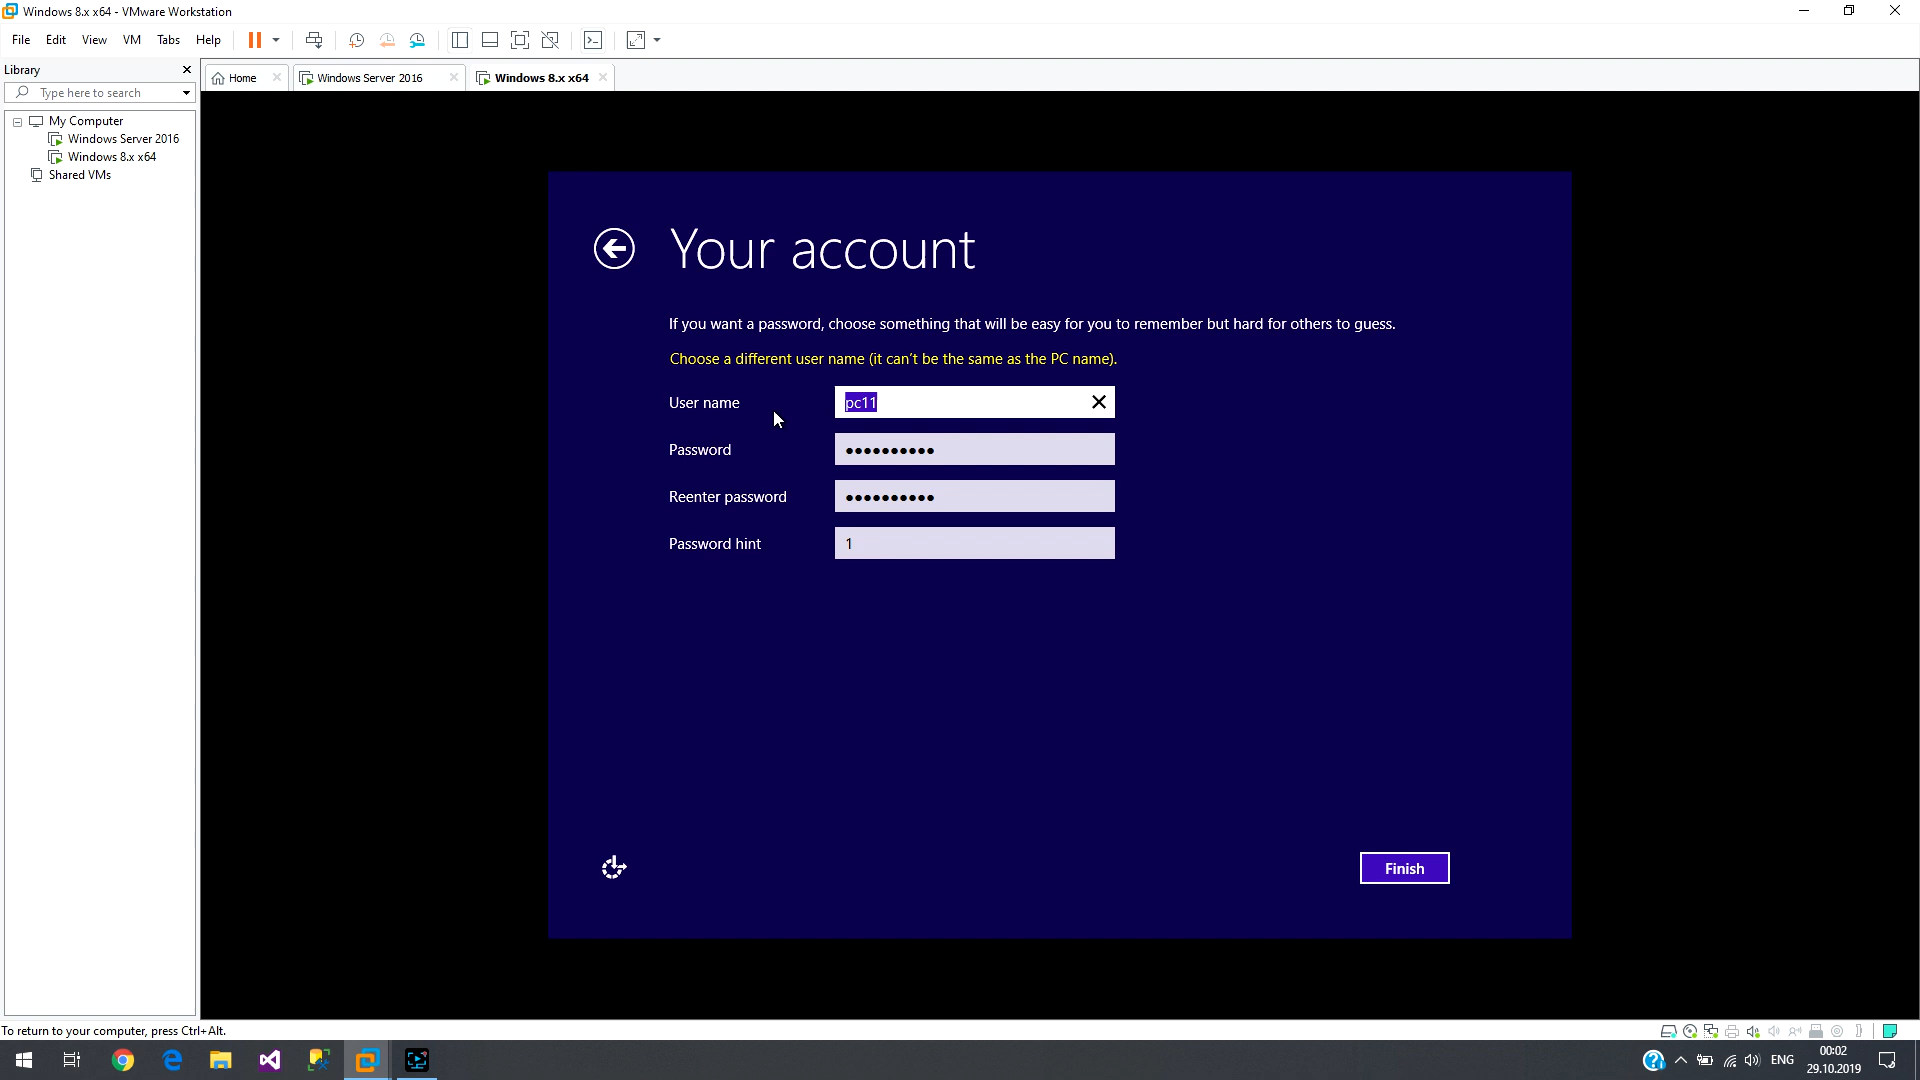 Windows 8.x x64 - VMware Workstation
File Edit View VM Tabs Help
Library
Home Windows Server 2016 Windows 8.x x64
Type here to search
My Computer
Windows Server 2016
Windows 8.x x64
Shared VMs
Your account
If you want a password, choose something that will be easy for you to remember but hard for others to guess.
Choose a different user name (it can't be the same as the PC name).
User name pc11
Password ••••••••••
Reenter password ••••••••••
Password hint 1
Finish
To return to your computer, press Ctrl+Alt.
ENG
00:02
29.10.2019